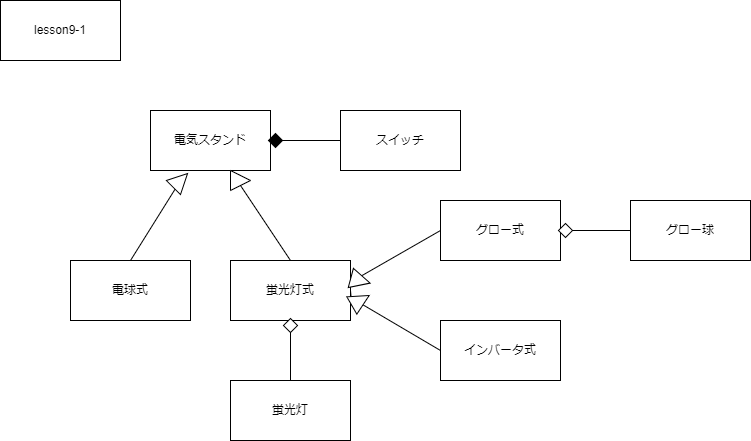 lesson9-1
電気スタンド
スイッチ
グロー式
グロー球
電球式
蛍光灯式
インバータ式
蛍光灯